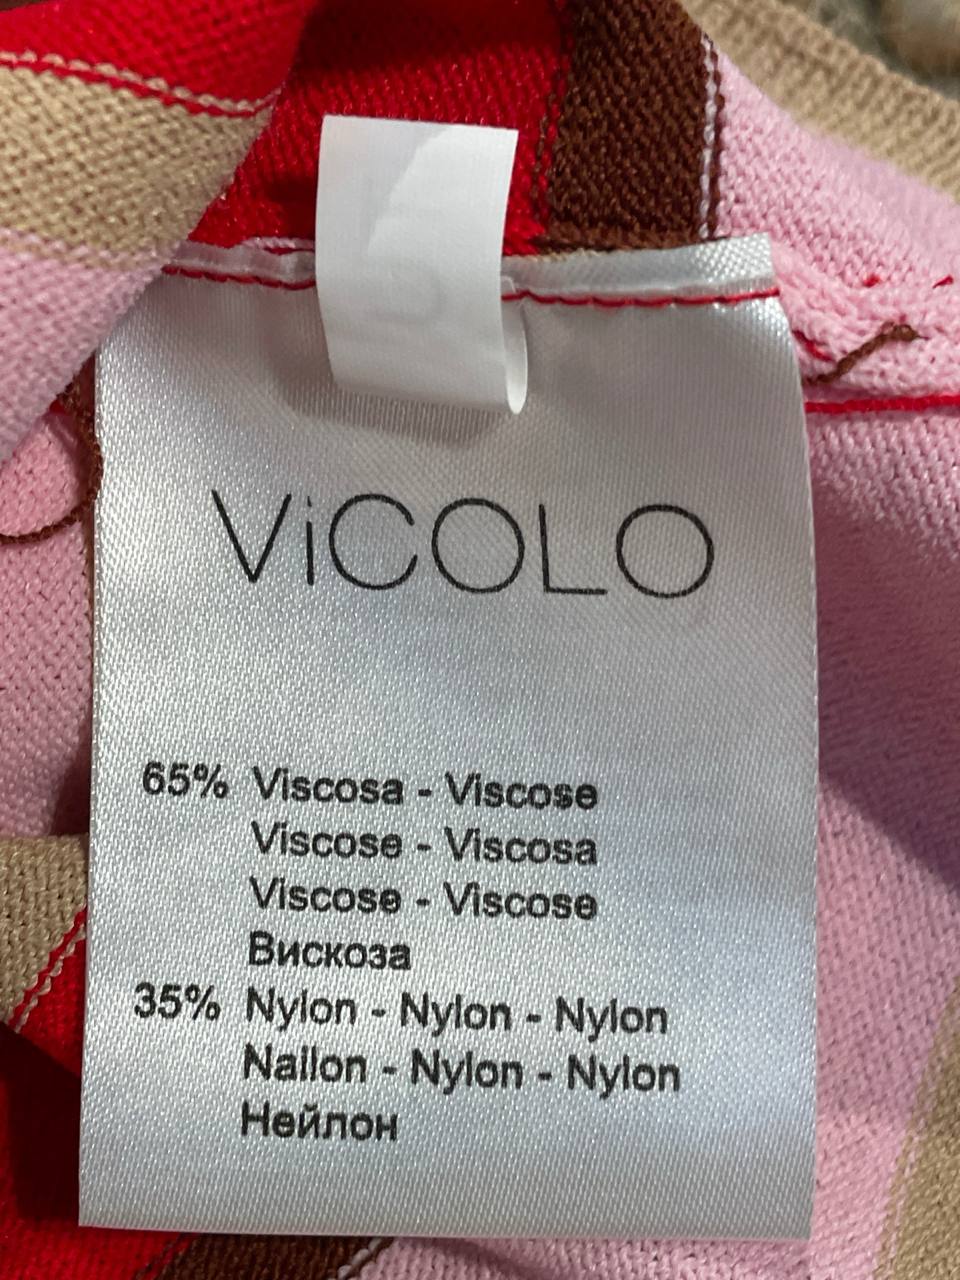 ViCOLO
65% Viscosa - Viscose
Viscose - Viscosa
Viscose - Viscose
Вискоза
35% Nylon - Nylon - Nylon
Nailon - Nylon - Nylon
Нейлон